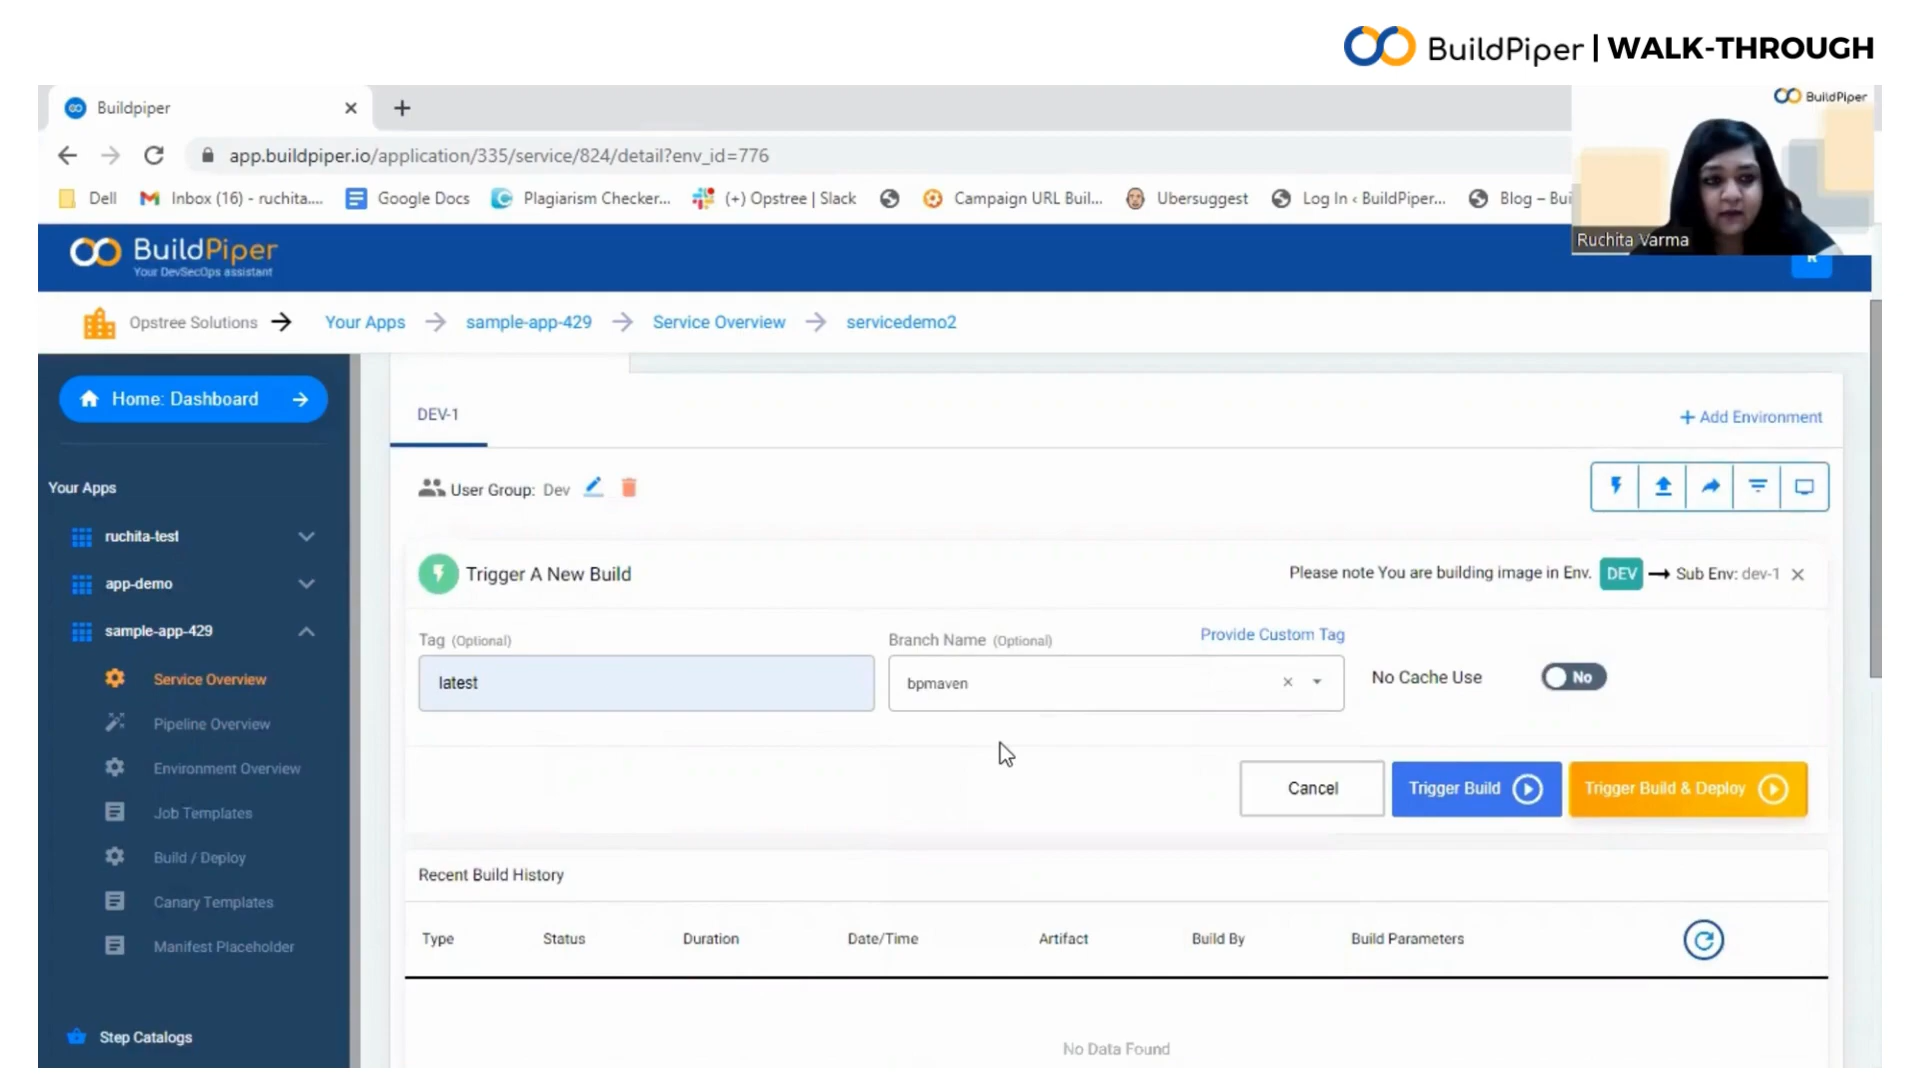 BuildPiper | WALK-THROUGH
Buildpiper
BuildPiper
app.buildpiper.io/application/335/service/824/detail?env_id=776
Dell
Inbox (16) - ruchita....
Google Docs
Plagiarism Checker...
(+) Opstree | Slack
Campaign URL Buil...
Ubersuggest
Log In ‹ BuildPiper...
Blog – Bui
Ruchita Varma
BuildPiper
Your DevSecOps assistant
R
Opstree Solutions
Your Apps
sample-app-429
Service Overview
servicedemo2
Home: Dashboard
DEV-1
+ Add Environment
Your Apps
User Group: Dev
ruchita-test
app-demo
sample-app-429
Service Overview
Pipeline Overview
Environment Overview
Job Templates
Build / Deploy
Canary Templates
Manifest Placeholder
Step Catalogs
Trigger A New Build
Please note You are building image in Env. DEV → Sub Env: dev-1
Tag (Optional)
Branch Name (Optional)
Provide Custom Tag
latest
bpmaven
No Cache Use
No
Cancel
Trigger Build
Trigger Build & Deploy
Recent Build History
Type Status Duration Date/Time Artifact Build By Build Parameters
No Data Found